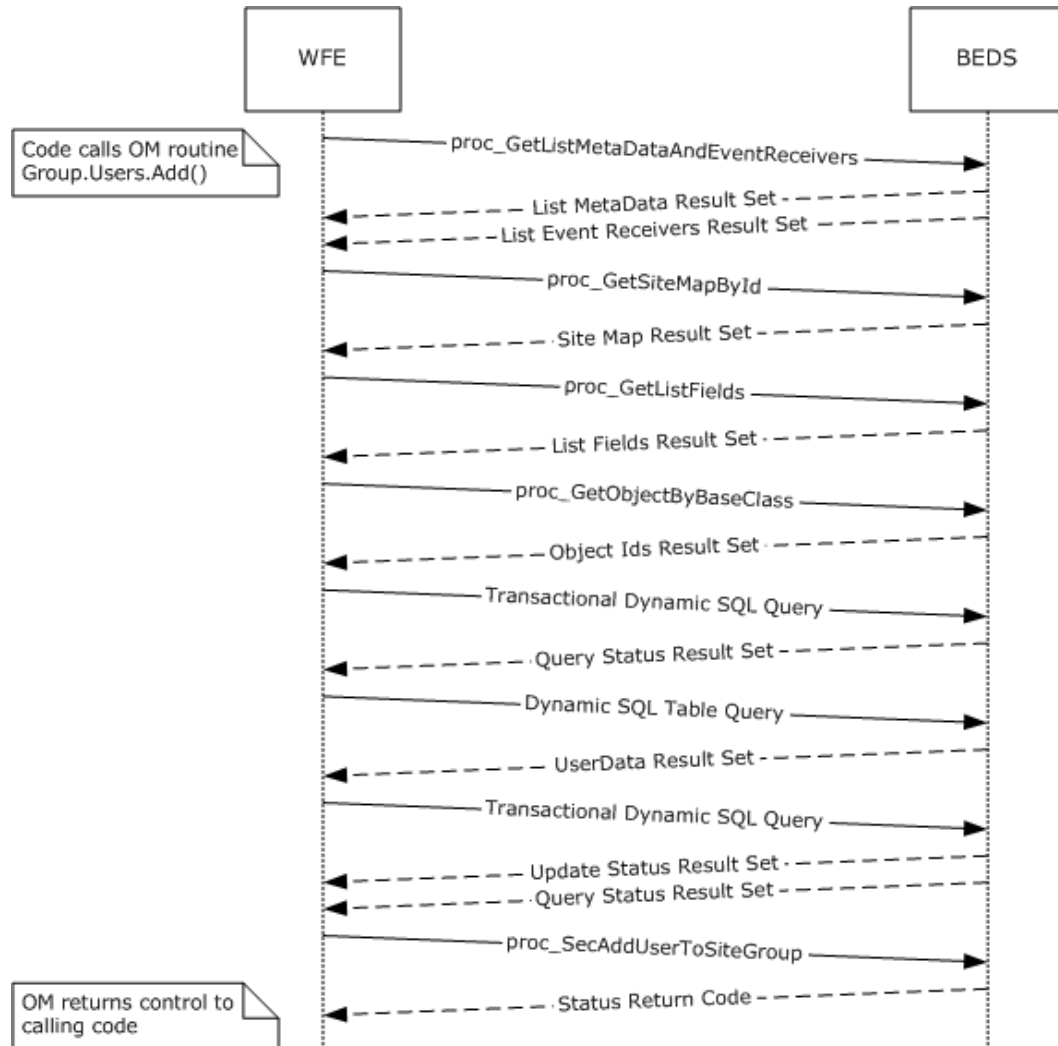 WFE
BEDS
Code calls OM routine
Group.Users.Add()
proc_GetListMetaDataAndEventReceivers
List MetaData Result Set
List Event Receivers Result Set
proc_GetSiteMapById
Site Map Result Set
proc_GetListFields
List Fields Result Set
proc_GetObjectByBaseClass
Object Ids Result Set
Transactional Dynamic SQL Query
Query Status Result Set
Dynamic SQL Table Query
UserData Result Set
Transactional Dynamic SQL Query
Update Status Result Set
Query Status Result Set
proc_SecAddUserToSiteGroup
Status Return Code
OM returns control to
calling code